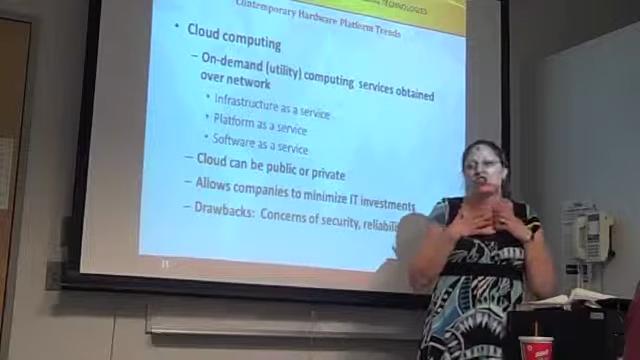 TECHNOLOGIES
Contemporary Hardware Platform Trends
• Cloud computing
– On-demand (utility) computing services obtained
over network
• Infrastructure as a service
• Platform as a service
• Software as a service
– Cloud can be public or private
– Allows companies to minimize IT investments
– Drawbacks: Concerns of security,